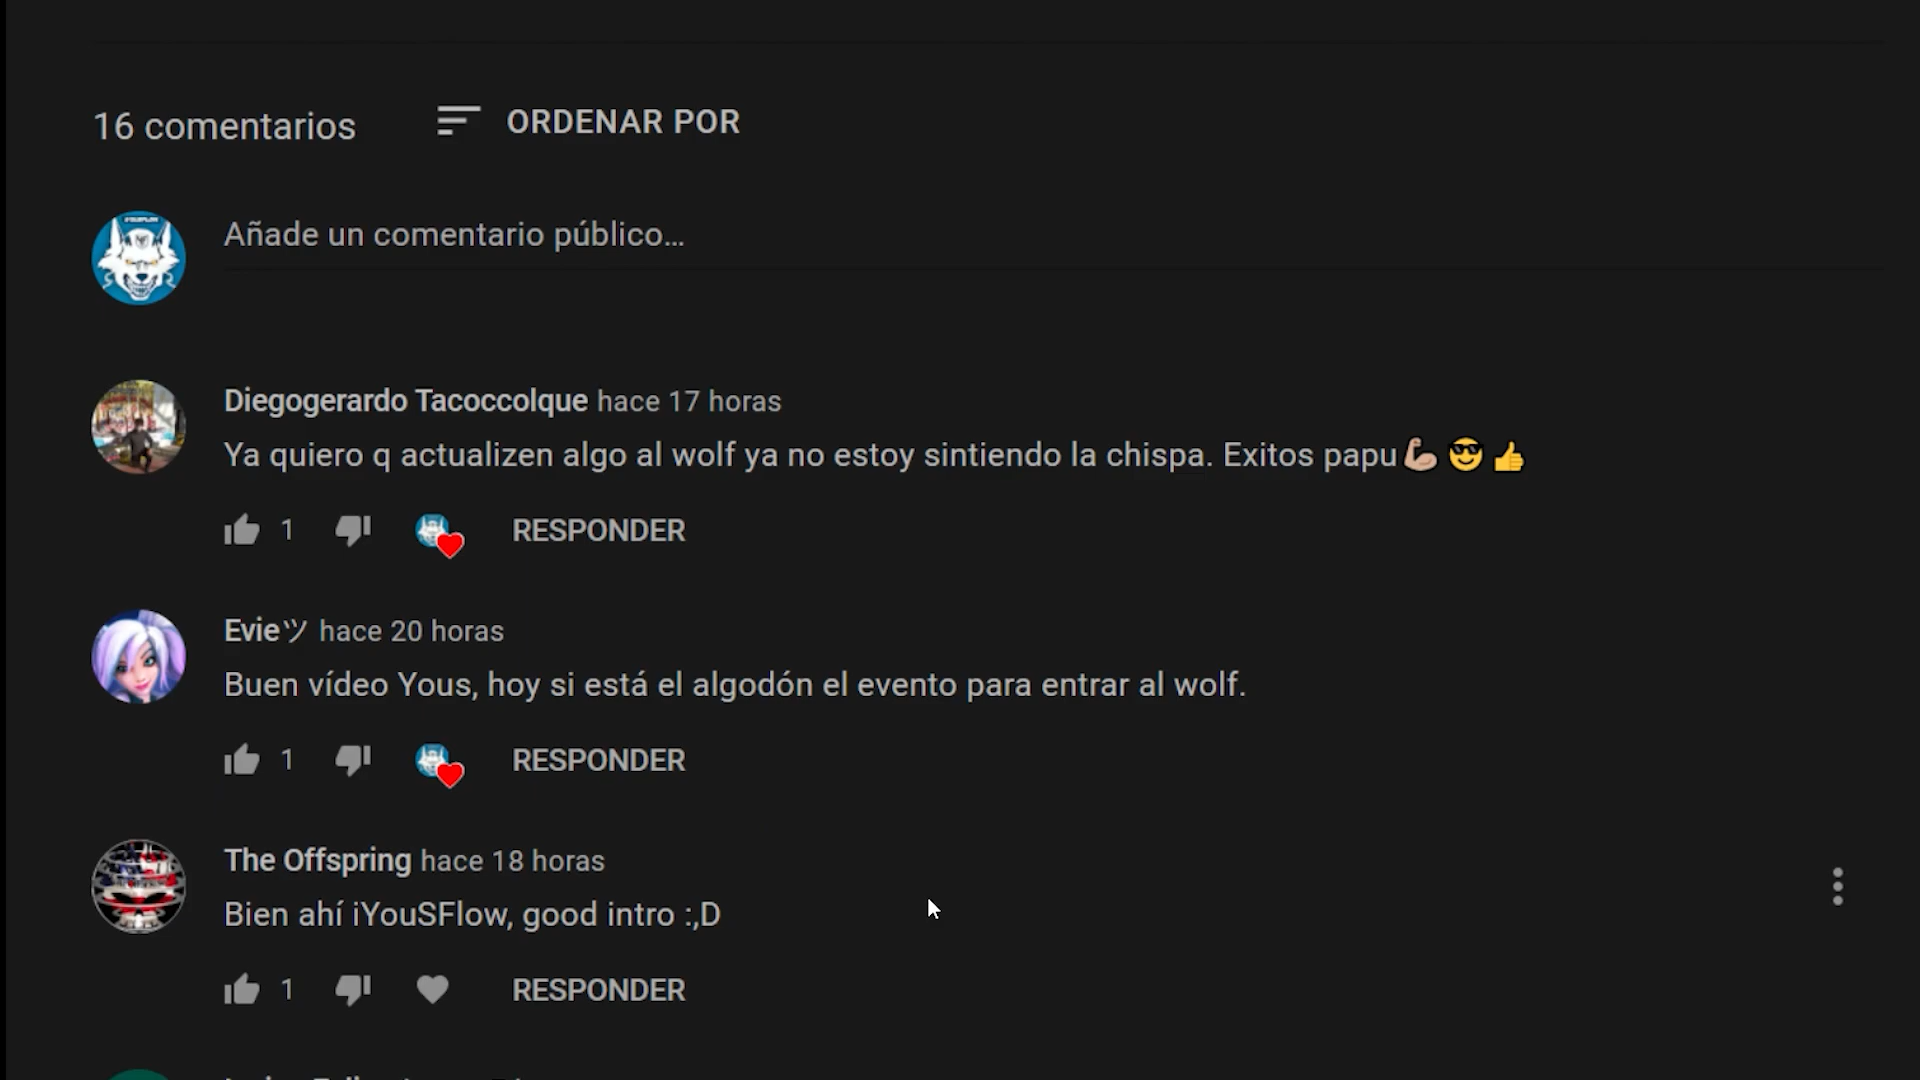 16 comentarios
ORDENAR POR
Añade un comentario público...
Diegogerardo Tacoccolque hace 17 horas
Ya quiero q actualizen algo al wolf ya no estoy sintiendo la chispa. Exitos papu💪🏼😎👍
1 RESPONDER
Evieツ hace 20 horas
Buen vídeo Yous, hoy si está el algodón el evento para entrar al wolf.
1 RESPONDER
The Offspring hace 18 horas
Bien ahí iYouSFlow, good intro :,D
1 RESPONDER